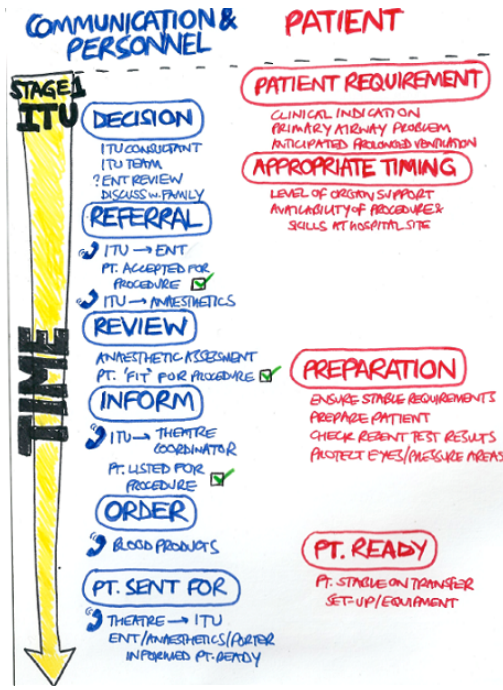 COMMUNICATION &
PERSONNEL
PATIENT
STAGE 1
ITU
TIME
DECISION
ITU CONSULTANT
ITU TEAM
? ENT REVIEW
DISCUSS W. FAMILY
REFERRAL
ITU → ENT
PT. ACCEPTED FOR
PROCEDURE ☑
ITU → ANAESTHETICS
REVIEW
ANAESTHETIC ASSESSMENT
PT. 'FIT' FOR PROCEDURE ☑
INFORM
ITU → THEATRE
COORDINATOR
PT. LISTED FOR
PROCEDURE ☑
ORDER
BLOOD PRODUCTS
PT. SENT FOR
THEATRE → ITU
ENT/ANAESTHETICS/PORTER
INFORMED PT. READY
PATIENT REQUIREMENT
CLINICAL INDICATION
PRIMARY AIRWAY PROBLEM
ANTICIPATED PROLONGED VENTILATION
APPROPRIATE TIMING
LEVEL OF ORGAN SUPPORT
AVAILABILITY OF PROCEDURE &
SKILLS AT HOSPITAL SITE
PREPARATION
ENSURE STABLE REQUIREMENTS
PREPARE PATIENT
CHECK RECENT TEST RESULTS
PROTECT EYES/PRESSURE AREAS
PT. READY
PT. STABLE ON TRANSFER
SET-UP/EQUIPMENT